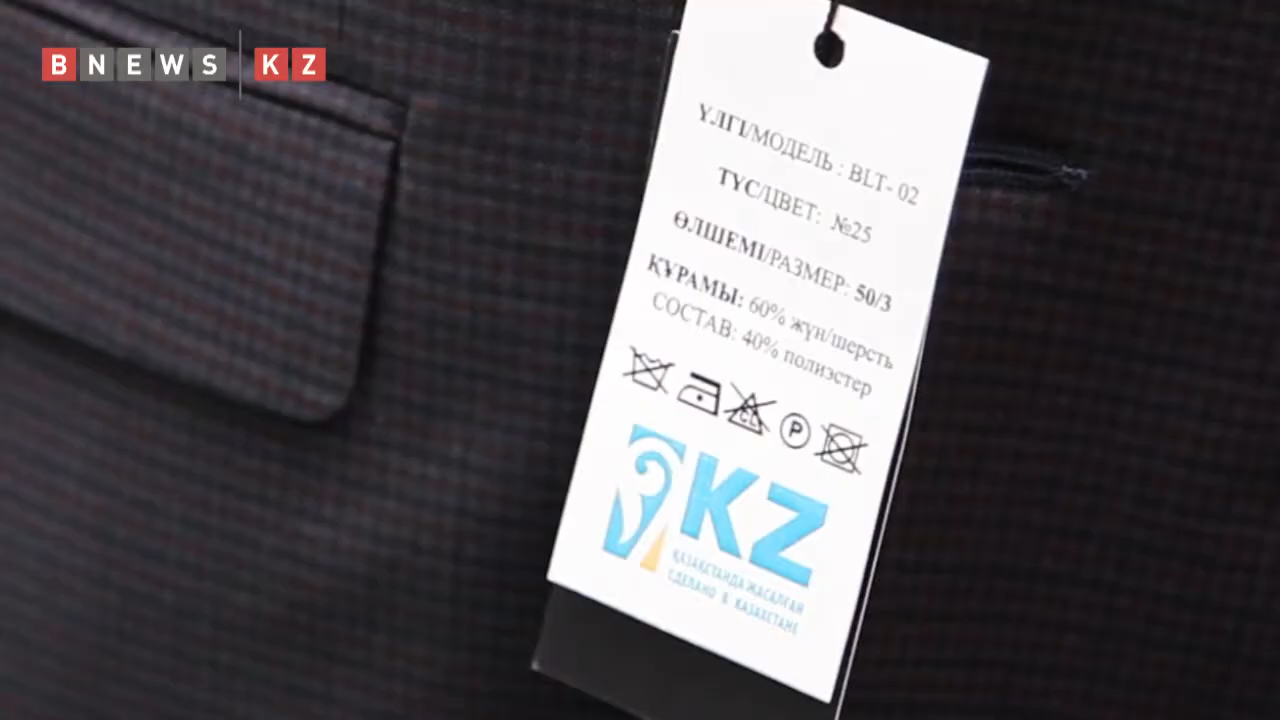 BNEWS KZ
ҮЛГІ/МОДЕЛЬ : BLT- 02
ТҮС/ЦВЕТ: №25
ӨЛШЕМІ/РАЗМЕР: 50/3
ҚҰРАМЫ: 60% жүн/шерсть
СОСТАВ: 40% полиэстер
CL P
KZ
ҚАЗАҚСТАНДА ЖАСАЛҒАН
СДЕЛАНО В КАЗАХСТАНЕ